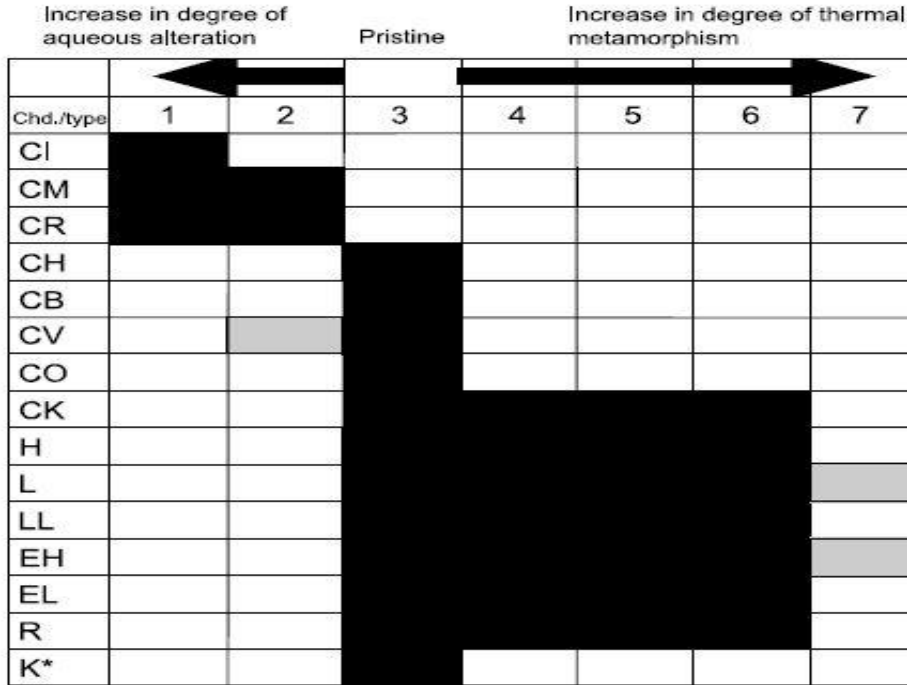 Increase in degree of
aqueous alteration
Pristine
Increase in degree of thermal
metamorphism
Chd./type 1 2 3 4 5 6 7
CI
CM
CR
CH
CB
CV
CO
CK
H
L
LL
EH
EL
R
K*